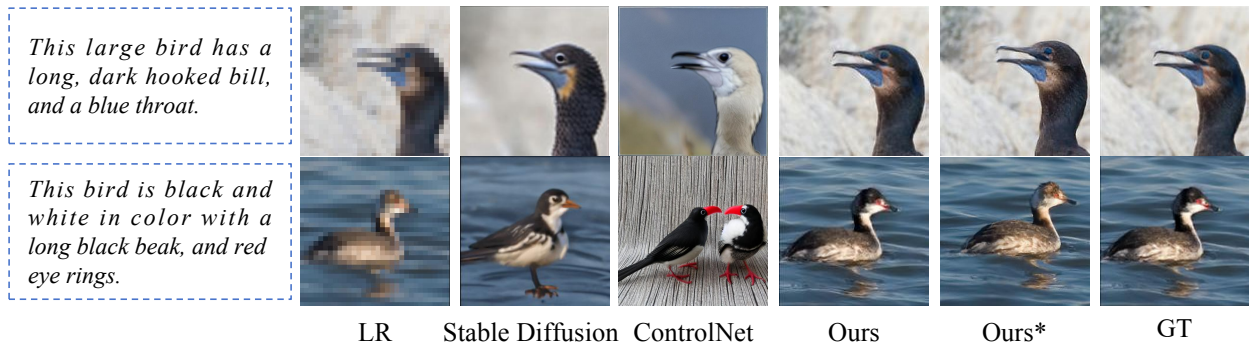 This large bird has a
long, dark hooked bill,
and a blue throat.
This bird is black and
white in color with a
long black beak, and red
eye rings.
LR Stable Diffusion ControlNet Ours Ours* GT